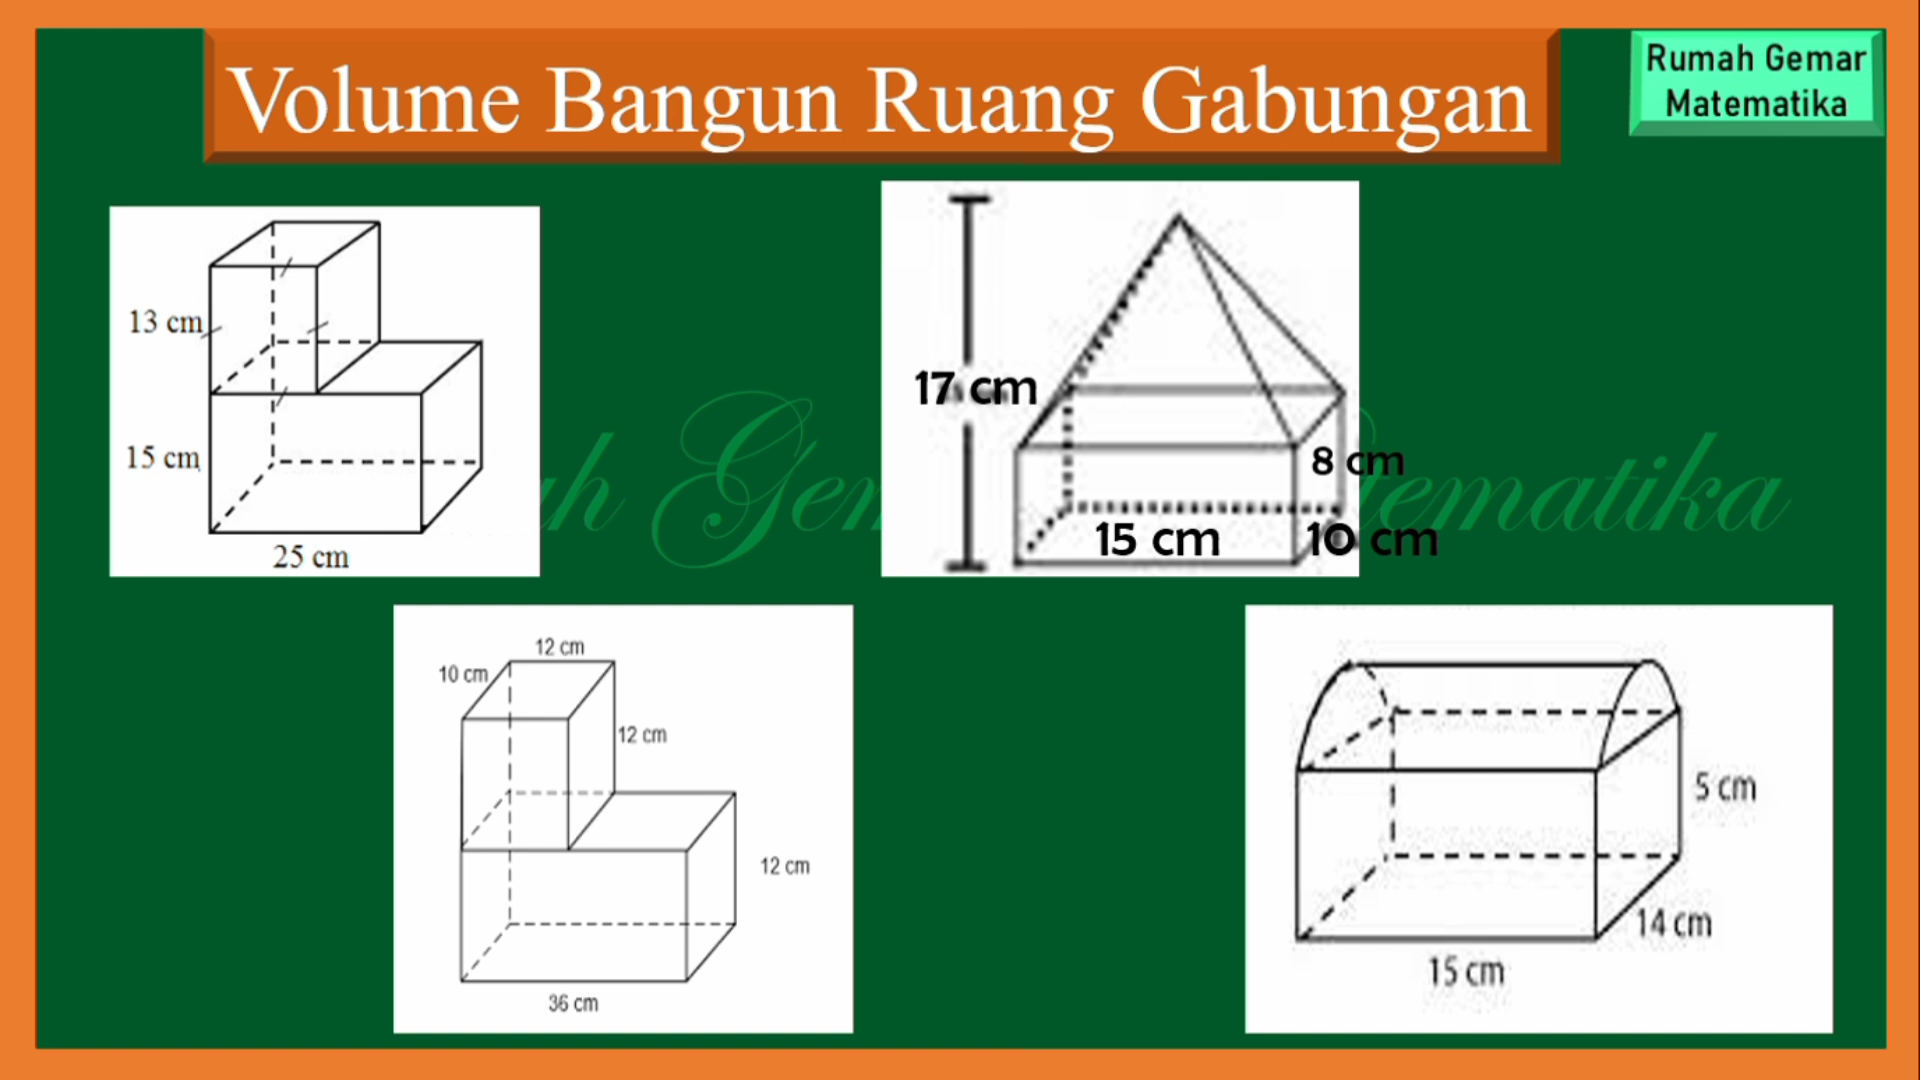 Volume Bangun Ruang Gabungan
Rumah Gemar
Matematika
13 cm
15 cm
25 cm
17 cm
8 cm
15 cm
10 cm
12 cm
10 cm
12 cm
12 cm
36 cm
5 cm
14 cm
15 cm